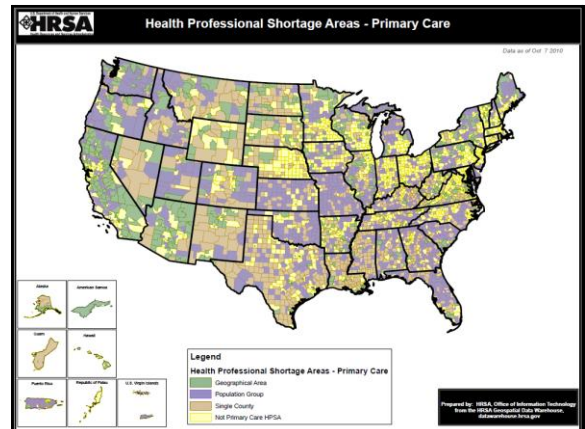 HRSA
Health Professional Shortage Areas - Primary Care
Data as of Oct 7 2010
Alaska
American Samoa
Guam
Hawaii
Puerto Rico
Republic of Palau
U.S. Virgin Islands
Legend
Health Professional Shortage Areas - Primary Care
Geographical Area
Population Group
Single County
Not Primary Care HPSA
Prepared by: HRSA, Office of Information Technology
from the HRSA Geospatial Data Warehouse,
datawarehouse.hrsa.gov